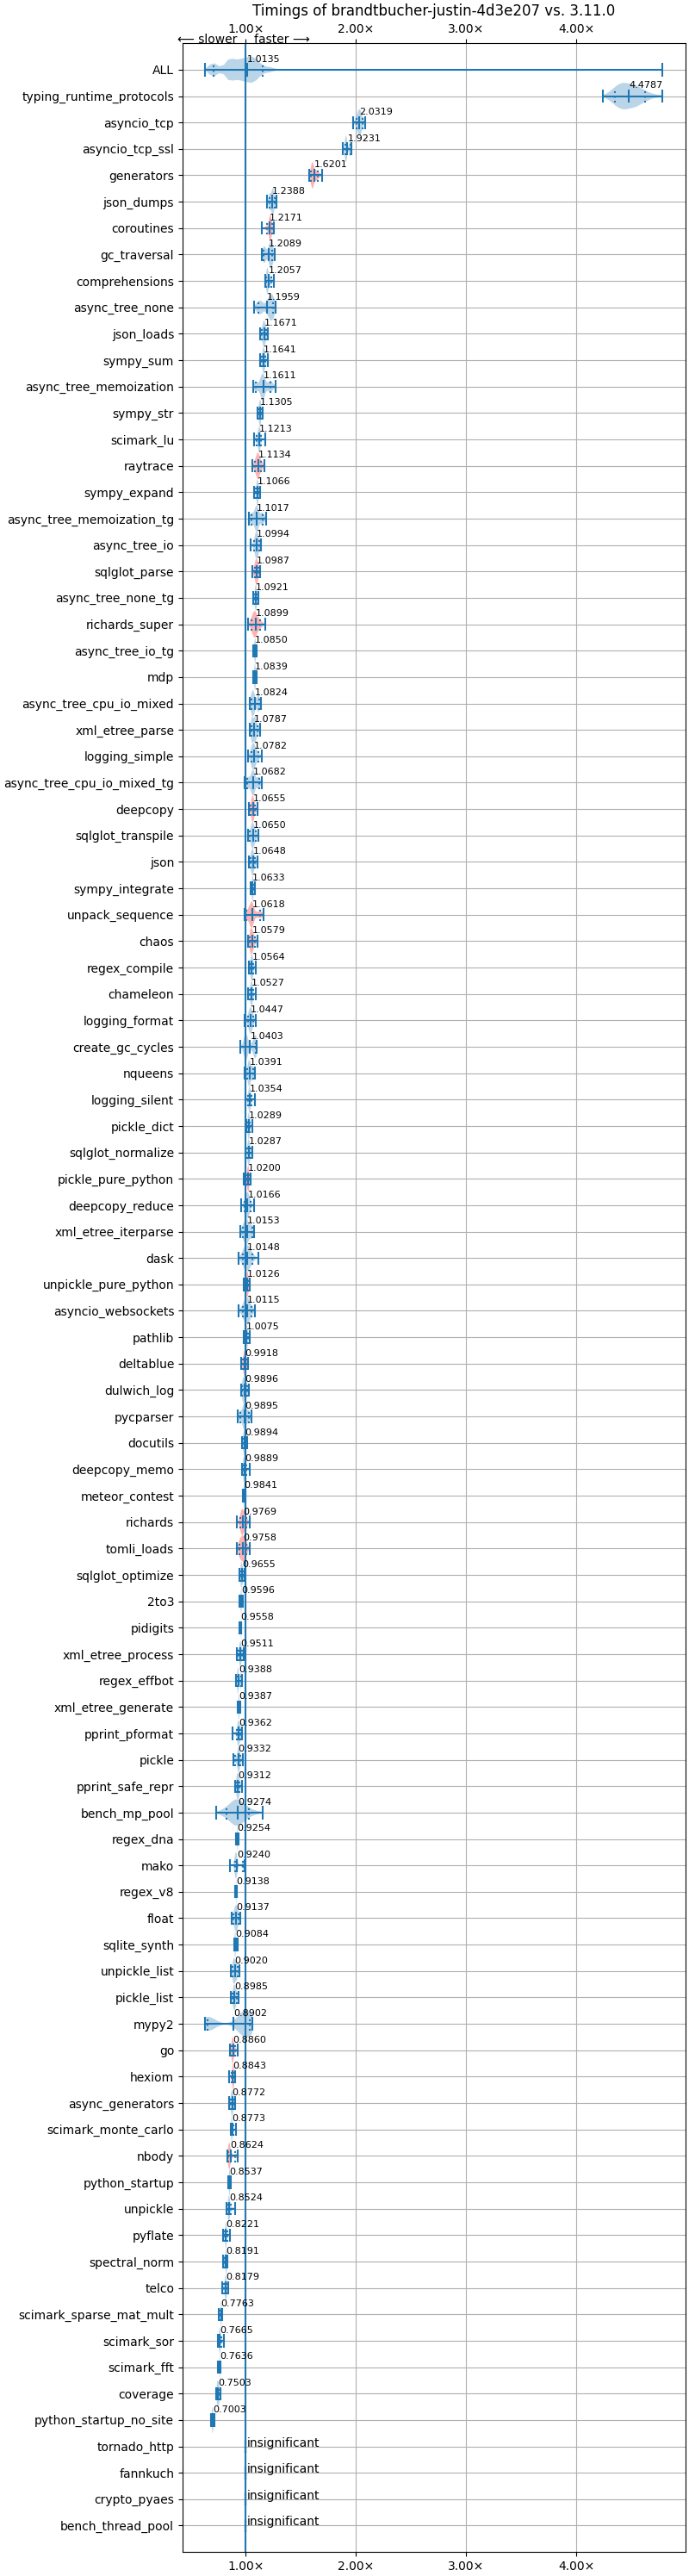 Timings of brandtbucher-justin-4d3e207 vs. 3.11.0
1.00× 2.00× 3.00× 4.00×
⟵ slower faster ⟶
ALL 1.0135
typing_runtime_protocols 4.4787
asyncio_tcp 2.0319
asyncio_tcp_ssl 1.9231
generators 1.6201
json_dumps 1.2388
coroutines 1.2171
gc_traversal 1.2089
comprehensions 1.2057
async_tree_none 1.1959
json_loads 1.1671
sympy_sum 1.1641
async_tree_memoization 1.1611
sympy_str 1.1305
scimark_lu 1.1213
raytrace 1.1134
sympy_expand 1.1066
async_tree_memoization_tg 1.1017
async_tree_io 1.0994
sqlglot_parse 1.0987
async_tree_none_tg 1.0921
richards_super 1.0899
async_tree_io_tg 1.0850
mdp 1.0839
async_tree_cpu_io_mixed 1.0824
xml_etree_parse 1.0787
logging_simple 1.0782
async_tree_cpu_io_mixed_tg 1.0682
deepcopy 1.0655
sqlglot_transpile 1.0650
json 1.0648
sympy_integrate 1.0633
unpack_sequence 1.0618
chaos 1.0579
regex_compile 1.0564
chameleon 1.0527
logging_format 1.0447
create_gc_cycles 1.0403
nqueens 1.0391
logging_silent 1.0354
pickle_dict 1.0289
sqlglot_normalize 1.0287
pickle_pure_python 1.0200
deepcopy_reduce 1.0166
xml_etree_iterparse 1.0153
dask 1.0148
unpickle_pure_python 1.0126
asyncio_websockets 1.0115
pathlib 1.0075
deltablue 0.9918
dulwich_log 0.9896
pycparser 0.9895
docutils 0.9894
deepcopy_memo 0.9889
meteor_contest 0.9841
richards 0.9769
tomli_loads 0.9758
sqlglot_optimize 0.9655
2to3 0.9596
pidigits 0.9558
xml_etree_process 0.9511
regex_effbot 0.9388
xml_etree_generate 0.9387
pprint_pformat 0.9362
pickle 0.9332
pprint_safe_repr 0.9312
bench_mp_pool 0.9274
regex_dna 0.9254
mako 0.9240
regex_v8 0.9138
float 0.9137
sqlite_synth 0.9084
unpickle_list 0.9020
pickle_list 0.8985
mypy2 0.8902
go 0.8860
hexiom 0.8843
async_generators 0.8772
scimark_monte_carlo 0.8773
nbody 0.8624
python_startup 0.8537
unpickle 0.8524
pyflate 0.8221
spectral_norm 0.8191
telco 0.8179
scimark_sparse_mat_mult 0.7763
scimark_sor 0.7665
scimark_fft 0.7636
coverage 0.7503
python_startup_no_site 0.7003
tornado_http insignificant
fannkuch insignificant
crypto_pyaes insignificant
bench_thread_pool insignificant
1.00× 2.00× 3.00× 4.00×